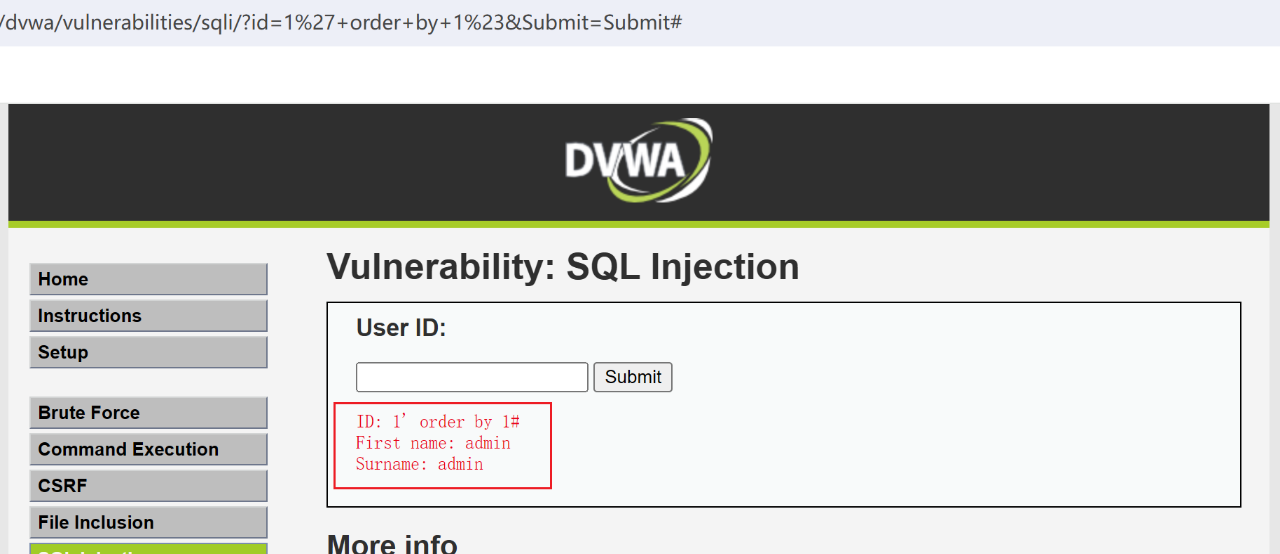 /dvwa/vulnerabilities/sqli/?id=1%27+order+by+1%23&Submit=Submit#
DVWA
Home
Instructions
Setup
Brute Force
Command Execution
CSRF
File Inclusion
Vulnerability: SQL Injection
User ID:
Submit
ID: 1' order by 1#
First name: admin
Surname: admin
More info